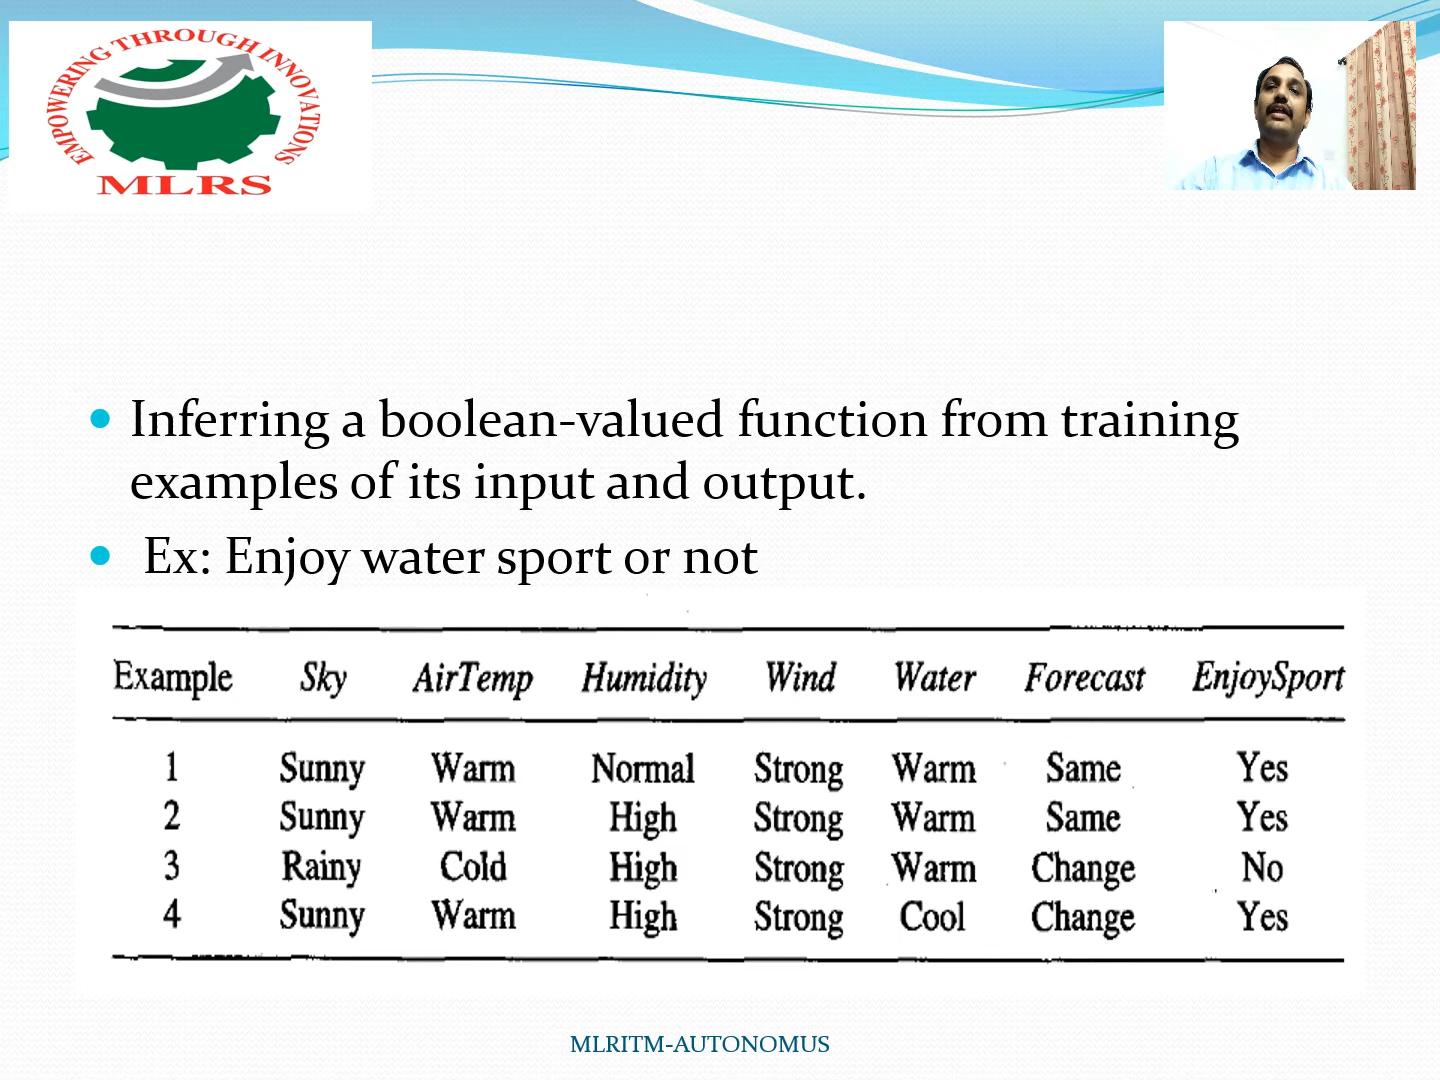 EMPOWERING THROUGH INNOVATIONS
MLRS
Inferring a boolean-valued function from training
examples of its input and output.
Ex: Enjoy water sport or not
Example Sky AirTemp Humidity Wind Water Forecast EnjoySport
1 Sunny Warm Normal Strong Warm Same Yes
2 Sunny Warm High Strong Warm Same Yes
3 Rainy Cold High Strong Warm Change No
4 Sunny Warm High Strong Cool Change Yes
MLRITM-AUTONOMUS